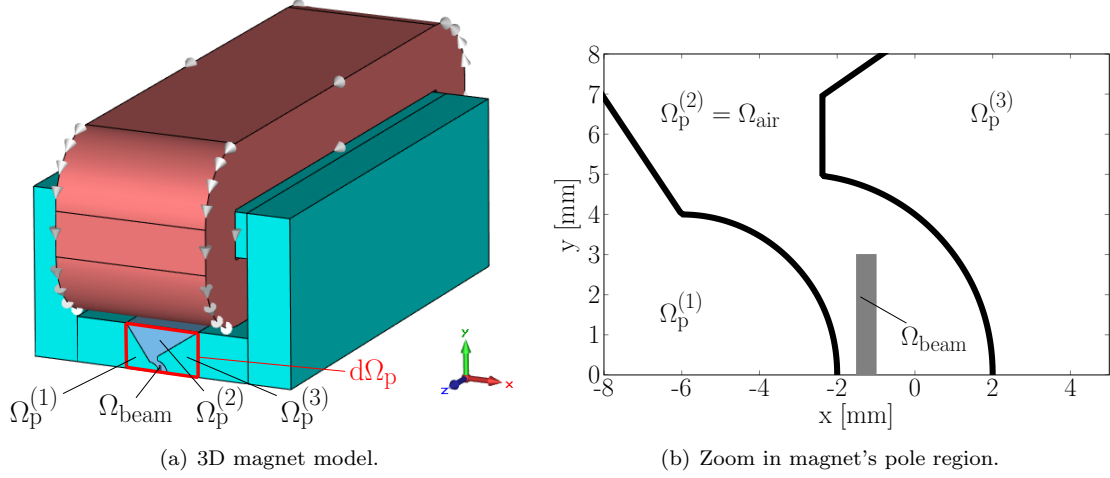 y
x
z
dΩp
Ωp(1)
Ωbeam
Ωp(2)
Ωp(3)
(a) 3D magnet model.
8
7
6
5
4
3
2
1
0
y [mm]
Ωp(2) = Ωair
Ωp(3)
Ωp(1)
Ωbeam
-8 -6 -4 -2 0 2 4
x [mm]
(b) Zoom in magnet's pole region.